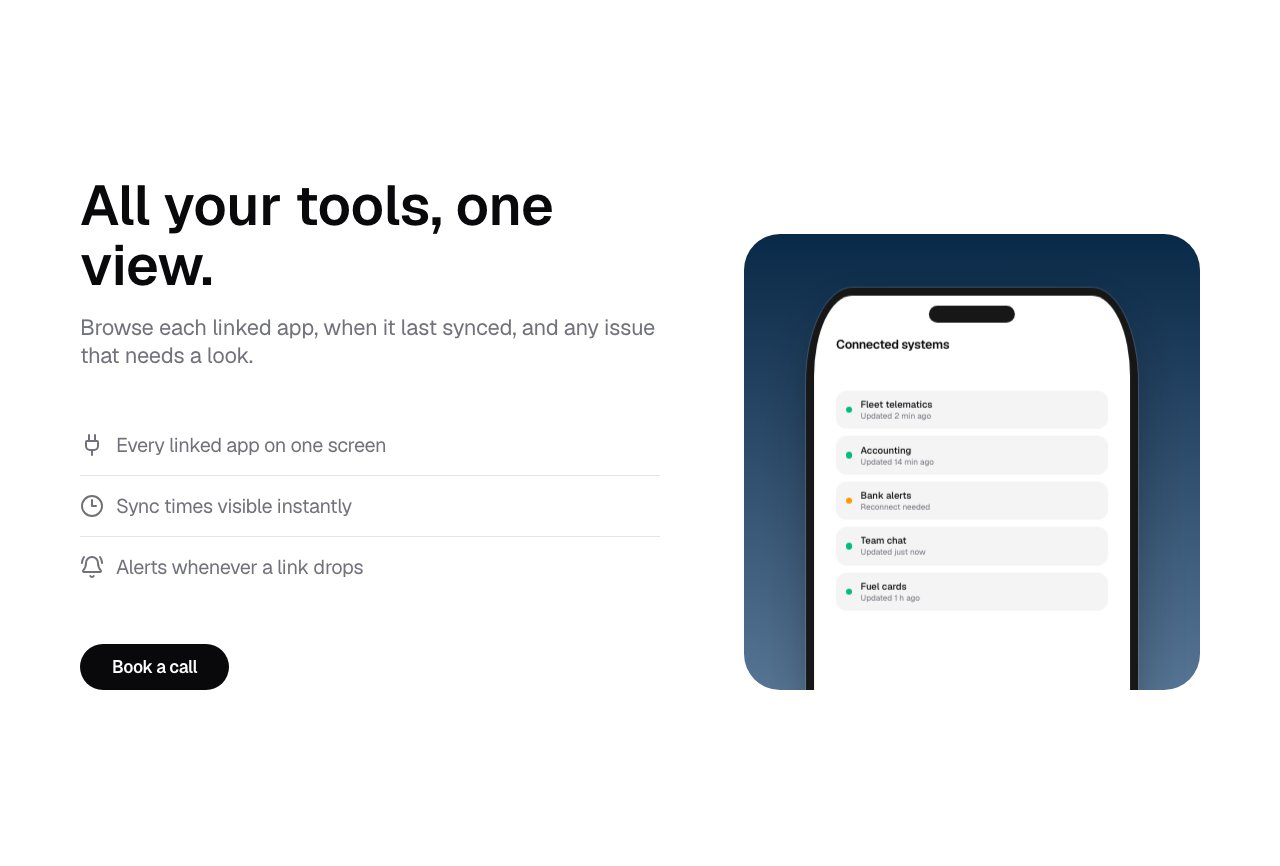 All your tools, one
view.
Browse each linked app, when it last synced, and any issue
that needs a look.
Every linked app on one screen
Sync times visible instantly
Alerts whenever a link drops
Book a call
Connected systems
Fleet telematics
Updated 2 min ago
Accounting
Updated 14 min ago
Bank alerts
Reconnect needed
Team chat
Updated just now
Fuel cards
Updated 1 h ago